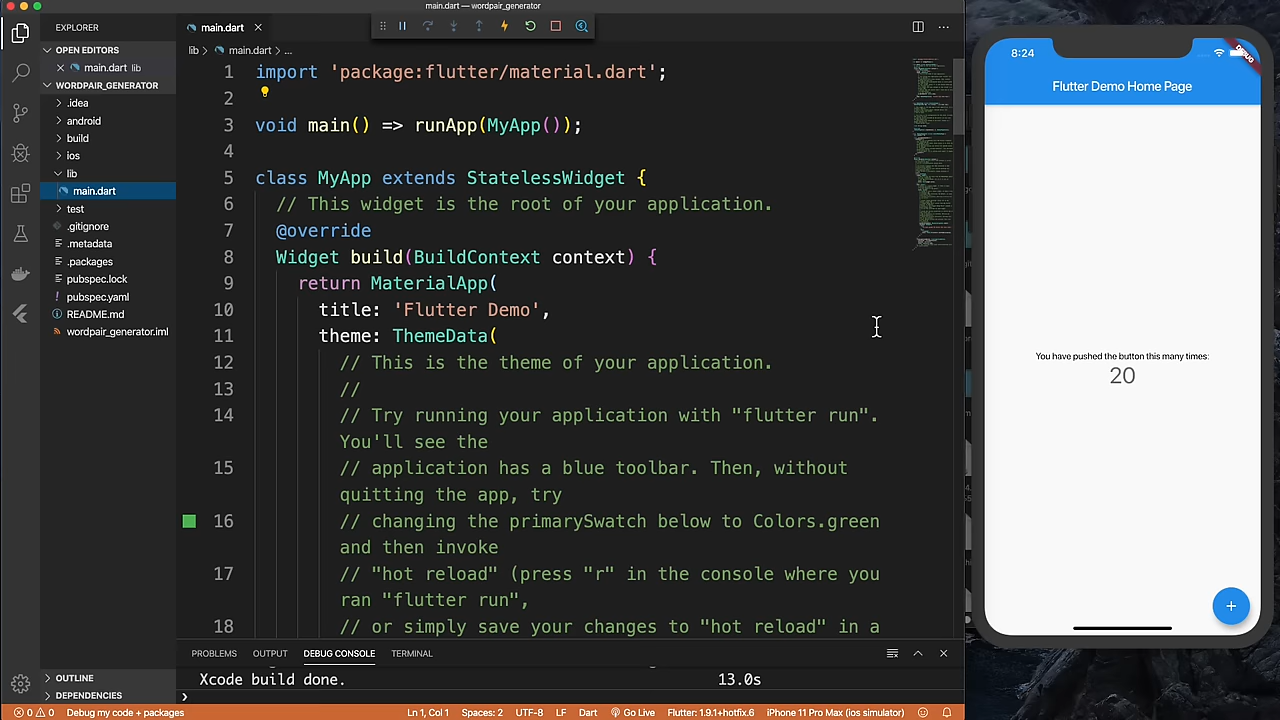 main.dart — wordpair_generator
EXPLORER
OPEN EDITORS
main.dart lib
WORDPAIR_GENERATOR
.idea
android
build
ios
lib
main.dart
test
.gitignore
.metadata
.packages
pubspec.lock
pubspec.yaml
README.md
wordpair_generator.iml
OUTLINE
DEPENDENCIES
main.dart
lib > main.dart > ...
1 import 'package:flutter/material.dart';
2
3 void main() => runApp(MyApp());
4
5 class MyApp extends StatelessWidget {
6 // This widget is the root of your application.
7 @override
8 Widget build(BuildContext context) {
9 return MaterialApp(
10 title: 'Flutter Demo',
11 theme: ThemeData(
12 // This is the theme of your application.
13 //
14 // Try running your application with "flutter run".
You'll see the
15 // application has a blue toolbar. Then, without
quitting the app, try
16 // changing the primarySwatch below to Colors.green
and then invoke
17 // "hot reload" (press "r" in the console where you
ran "flutter run",
18 // or simply save your changes to "hot reload" in a
PROBLEMS OUTPUT DEBUG CONSOLE TERMINAL
Xcode build done. 13.0s
0 0 Debug my code + packages Ln 1, Col 1 Spaces: 2 UTF-8 LF Dart Go Live Flutter: 1.9.1+hotfix.6 iPhone 11 Pro Max (ios simulator)
8:24
DEBUG
Flutter Demo Home Page
You have pushed the button this many times:
20
+